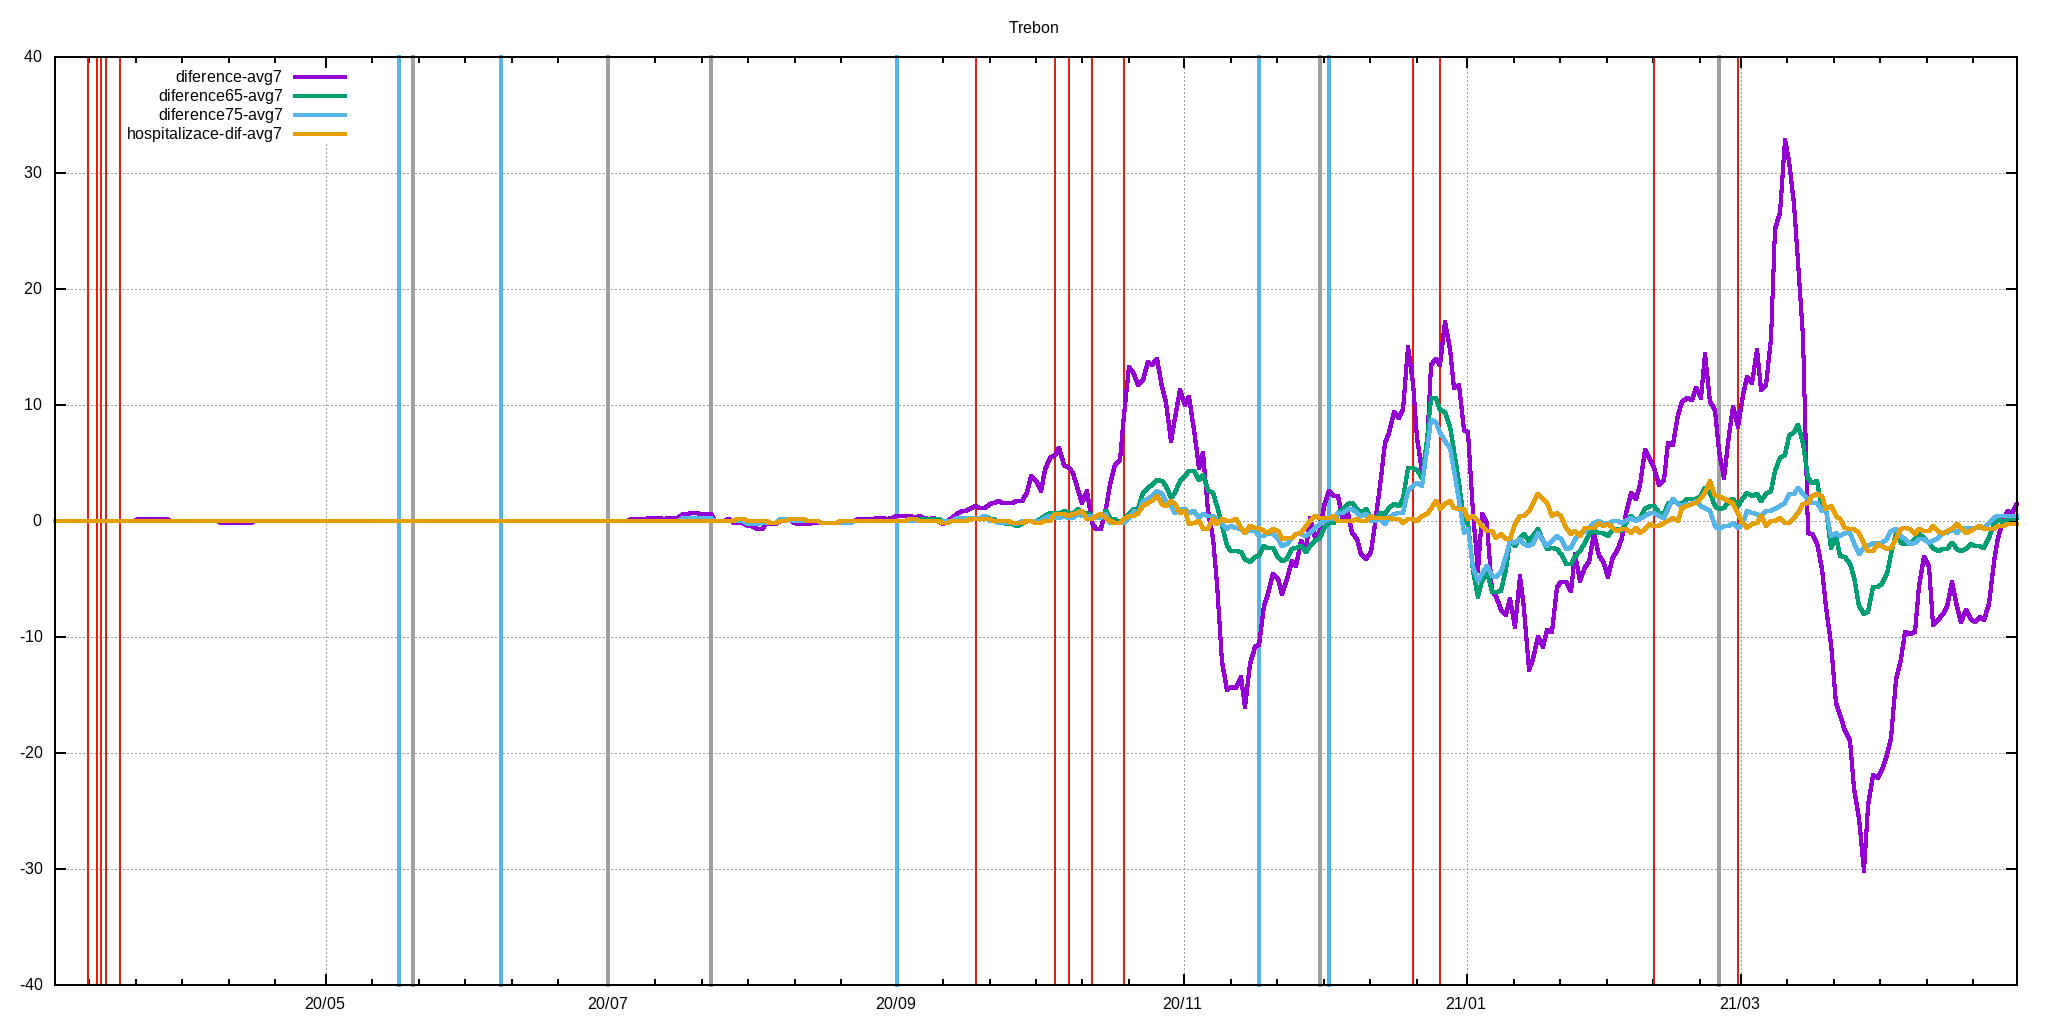 Trebon
40
diference-avg7
diference65-avg7
diference75-avg7
hospitalizace-dif-avg7
30
20
10
0
-10
-20
-30
-40
20/05 20/07 20/09 20/11 21/01 21/03